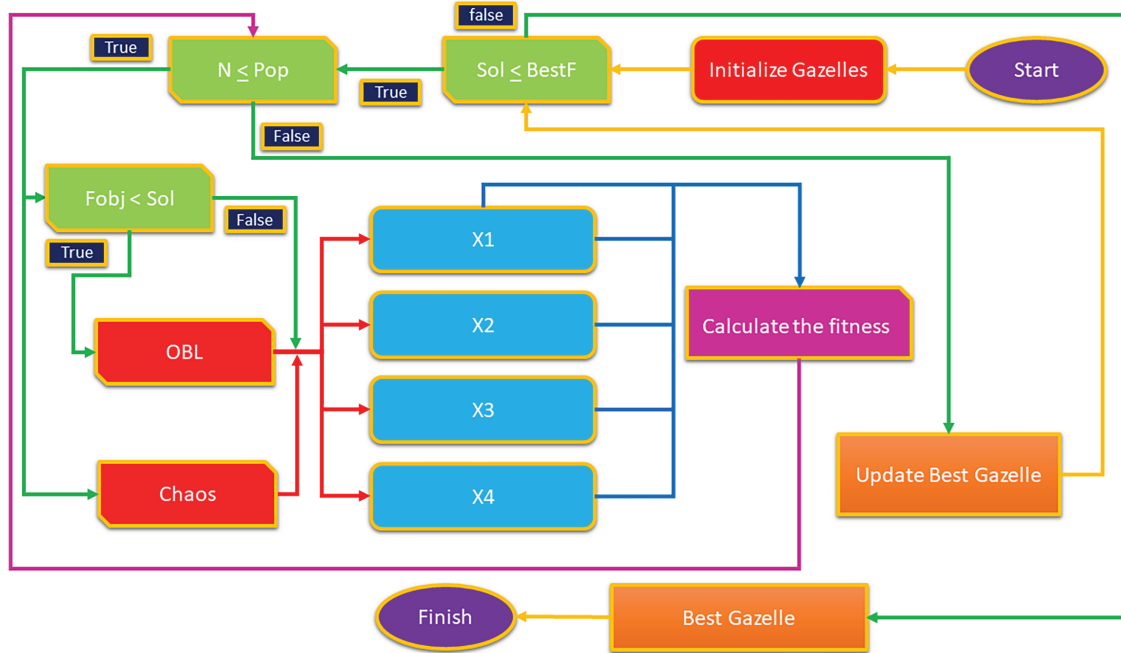 false
True
N ≤ Pop
Sol ≤ BestF
Initialize Gazelles
Start
True
False
Fobj < Sol
False
True
X1
X2
Calculate the fitness
OBL
X3
Chaos
X4
Update Best Gazelle
Finish
Best Gazelle